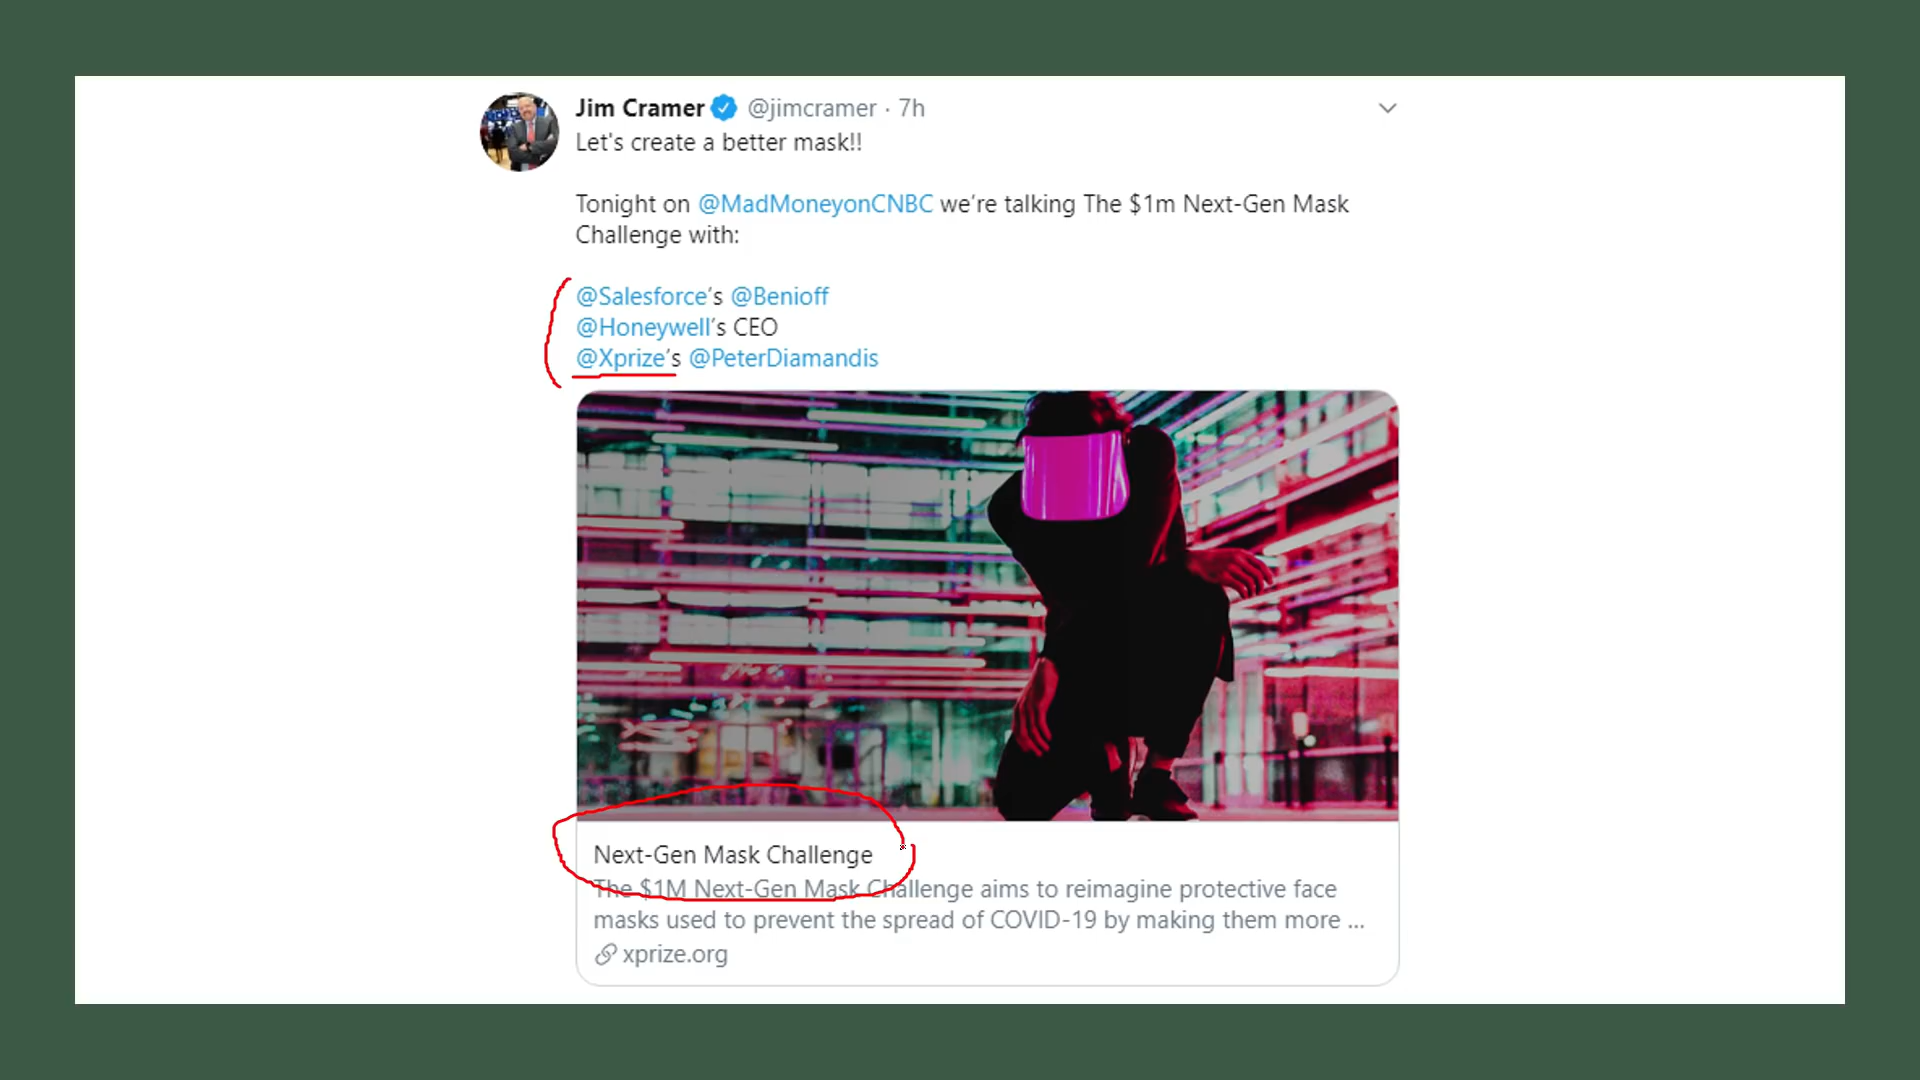 Jim Cramer @jimcramer · 7h
Let's create a better mask!!
Tonight on @MadMoneyonCNBC we're talking The $1m Next-Gen Mask
Challenge with:
@Salesforce's @Benioff
@Honeywell's CEO
@Xprize's @PeterDiamandis
Next-Gen Mask Challenge
The $1M Next-Gen Mask Challenge aims to reimagine protective face
masks used to prevent the spread of COVID-19 by making them more ...
xprize.org